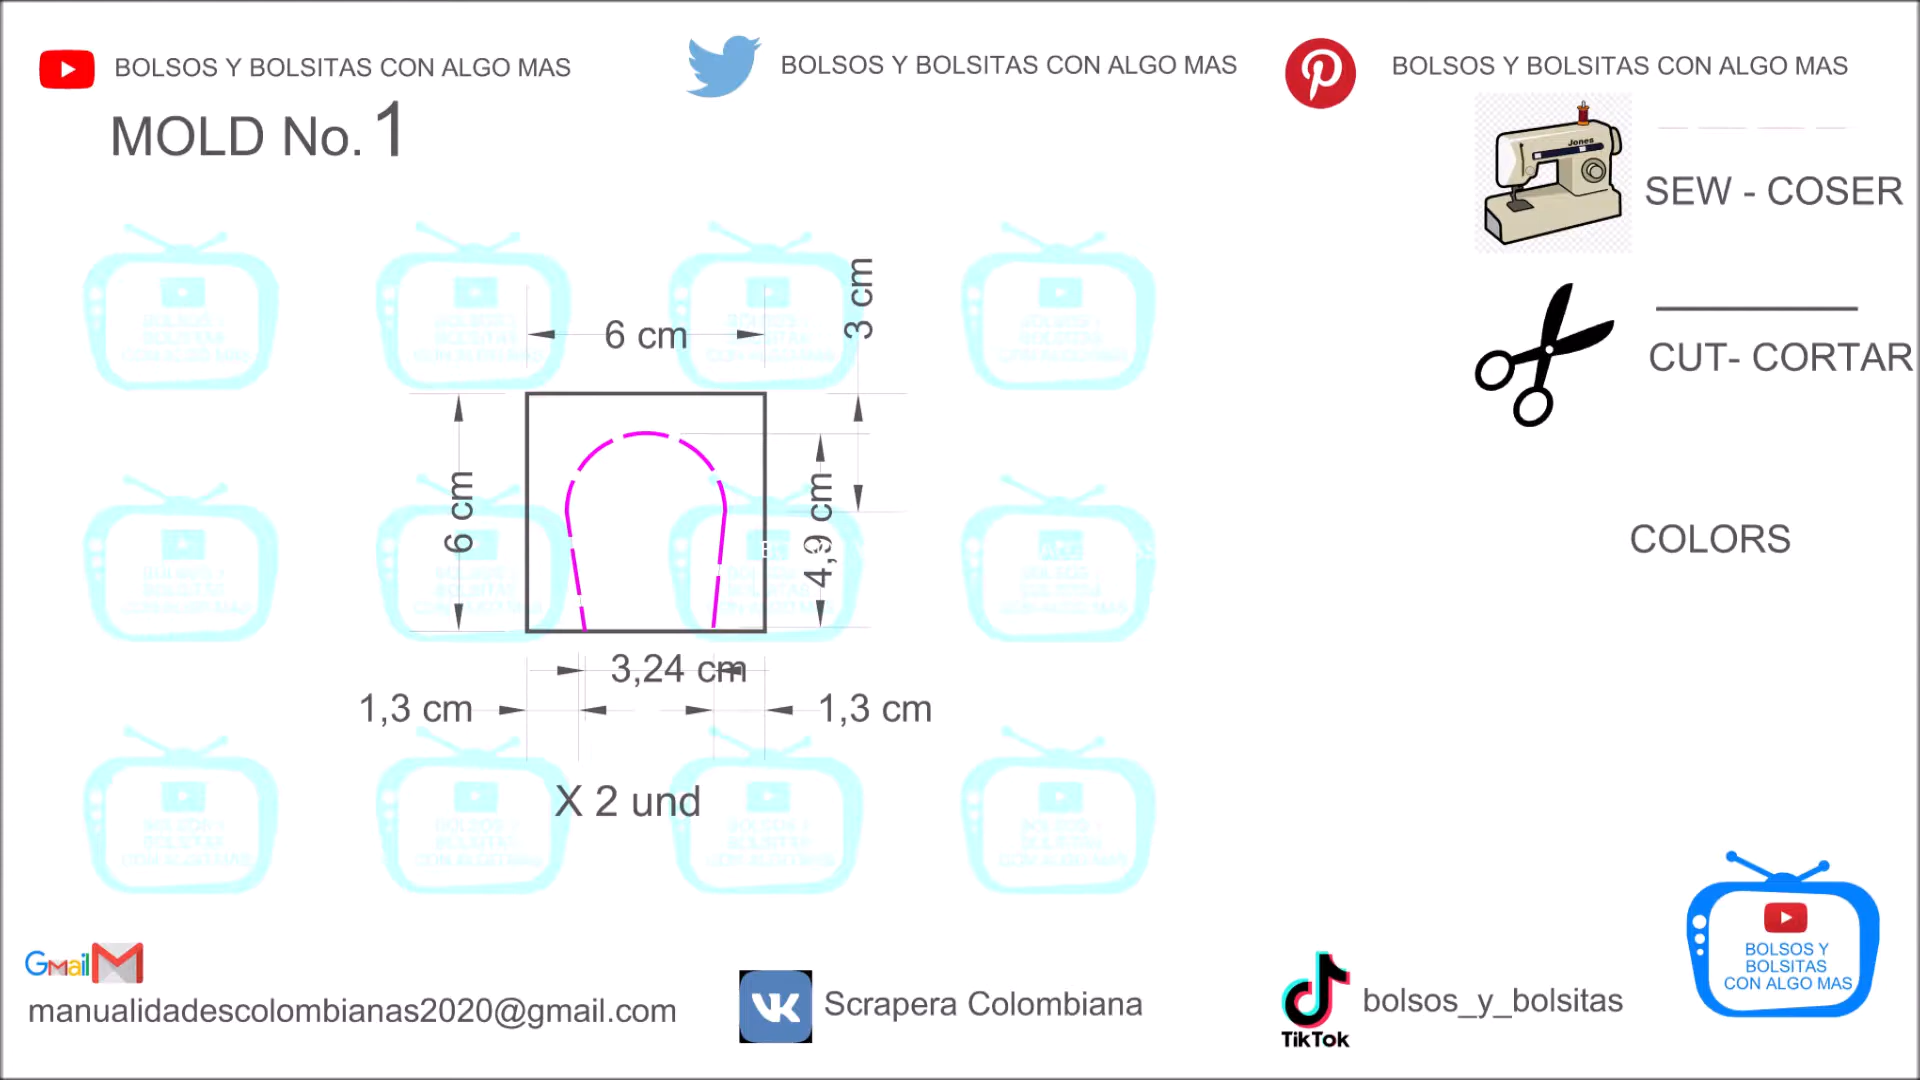 BOLSOS Y BOLSITAS CON ALGO MAS
BOLSOS Y BOLSITAS CON ALGO MAS
BOLSOS Y BOLSITAS CON ALGO MAS
MOLD No. 1
Jones
SEW - COSER
CUT- CORTAR
COLORS
6 cm
3 cm
6 cm
4,9 cm
3,24 cm
1,3 cm
1,3 cm
X 2 und
BOLSOS Y
BOLSITAS
CON ALGO MAS
Gmail
manualidadescolombianas2020@gmail.com
Scrapera Colombiana
TikTok
bolsos_y_bolsitas